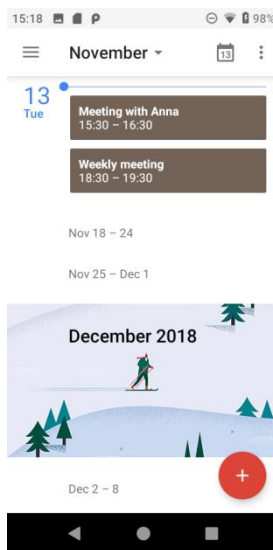 15:18 98%
November
13
13
Tue
Meeting with Anna
15:30 – 16:30
Weekly meeting
18:30 – 19:30
Nov 18 – 24
Nov 25 – Dec 1
December 2018
Dec 2 – 8